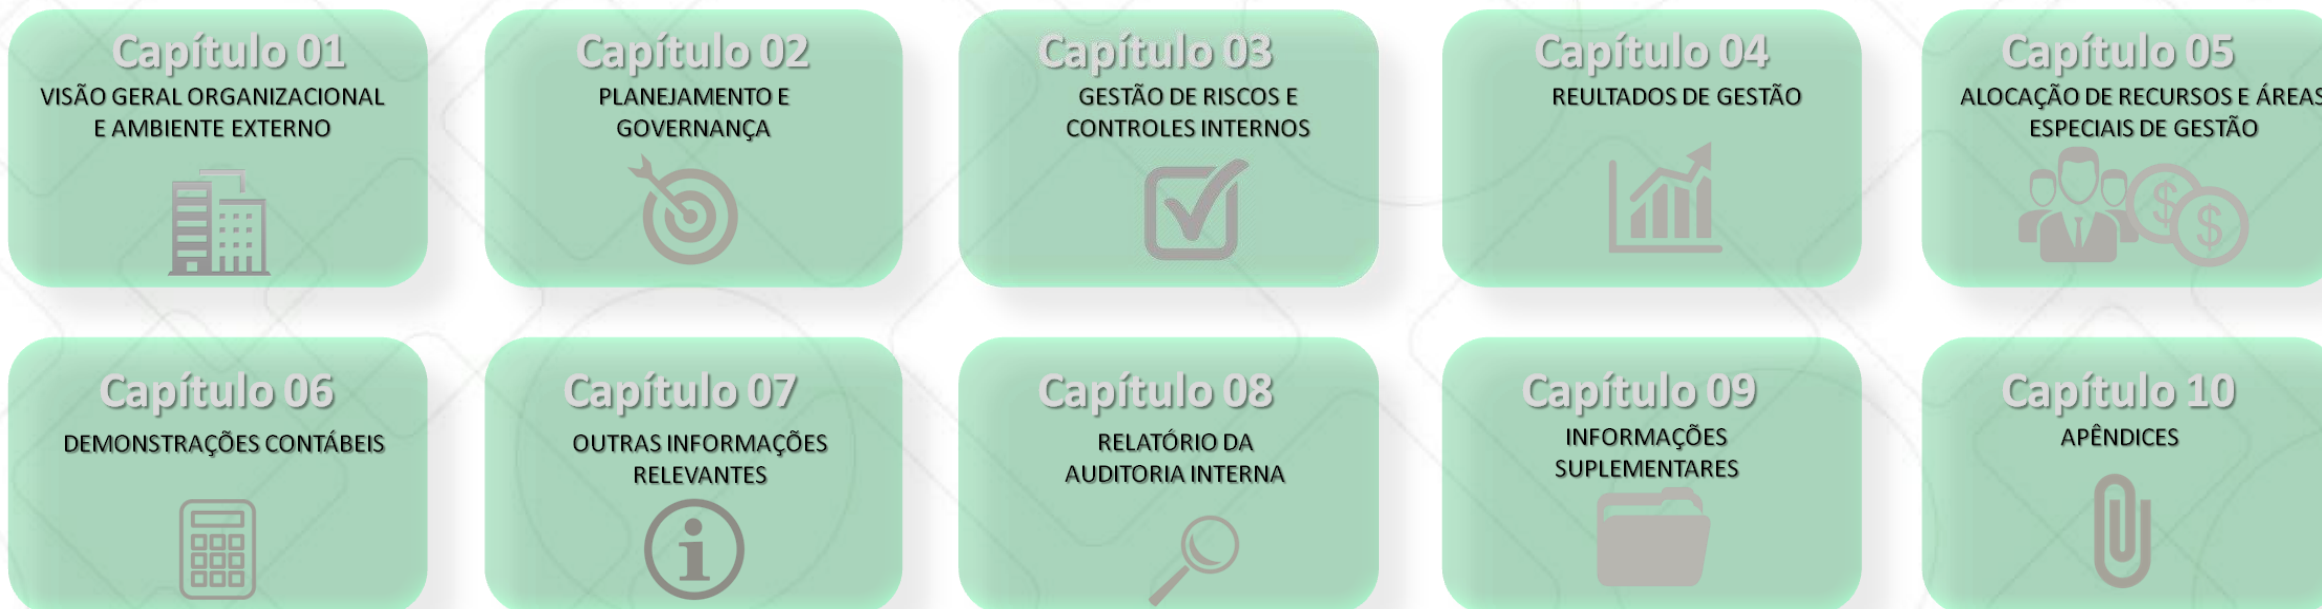 Capítulo 01
VISÃO GERAL ORGANIZACIONAL
E AMBIENTE EXTERNO
Capítulo 02
PLANEJAMENTO E
GOVERNANÇA
Capítulo 03
GESTÃO DE RISCOS E
CONTROLES INTERNOS
Capítulo 04
REULTADOS DE GESTÃO
Capítulo 05
ALOCAÇÃO DE RECURSOS E ÁREAS
ESPECIAIS DE GESTÃO
Capítulo 06
DEMONSTRAÇÕES CONTÁBEIS
Capítulo 07
OUTRAS INFORMAÇÕES
RELEVANTES
Capítulo 08
RELATÓRIO DA
AUDITORIA INTERNA
Capítulo 09
INFORMAÇÕES
SUPLEMENTARES
Capítulo 10
APÊNDICES